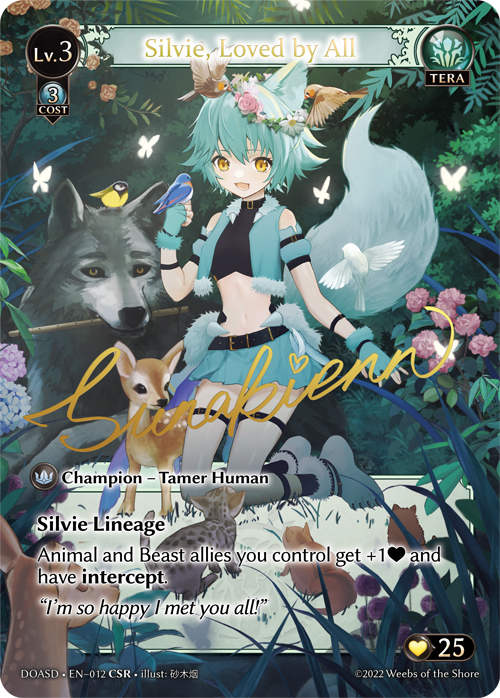 Lv.3
Silvie, Loved by All
TERA
3
COST
Sunakienn
Champion – Tamer Human
Silvie Lineage
Animal and Beast allies you control get +1♥ and
have intercept.
“I’m so happy I met you all!”
25
DOASD • EN–012 CSR • illust: 砂木烟
©2022 Weebs of the Shore